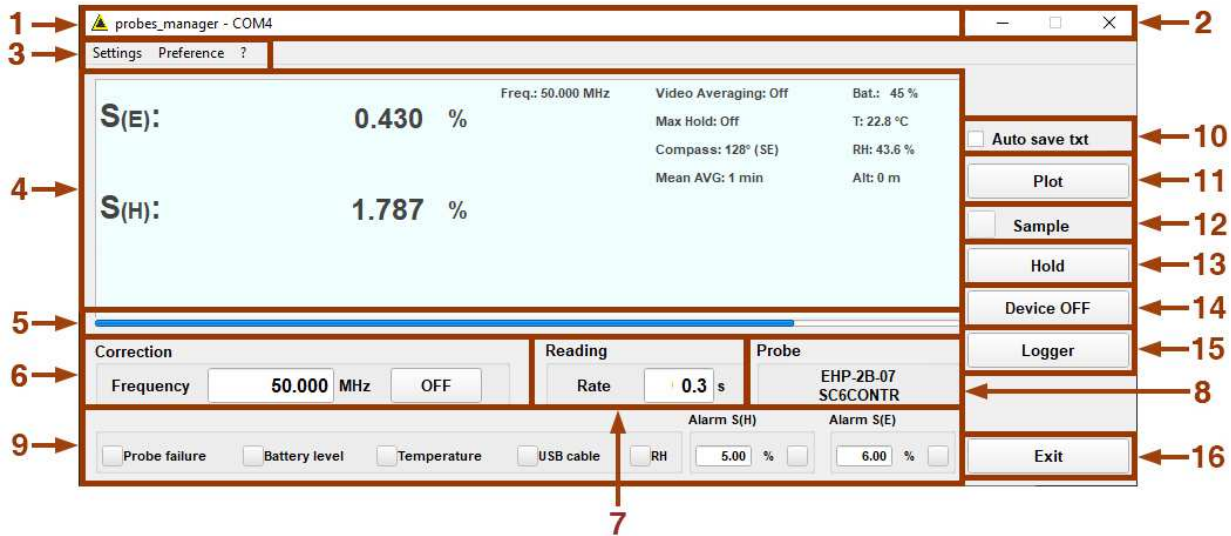 1 probes_manager - COM4 2
3 Settings Preference ?
4
S(E): 0.430 %
S(H): 1.787 %
Freq.: 50.000 MHz
Video Averaging: Off
Max Hold: Off
Compass: 128° (SE)
Mean AVG: 1 min
Bat.: 45 %
T: 22.8 °C
RH: 43.6 %
Alt: 0 m
Auto save txt 10
Plot 11
Sample 12
Hold 13
Device OFF 14
Logger 15
5
6
Correction
Frequency 50.000 MHz OFF
Reading
Rate 0.3 s
Probe
EHP-2B-07
SC6CONTR
8
9
Probe failure Battery level Temperature USB cable RH
Alarm S(H)
5.00 %
Alarm S(E)
6.00 %
Exit 16
7